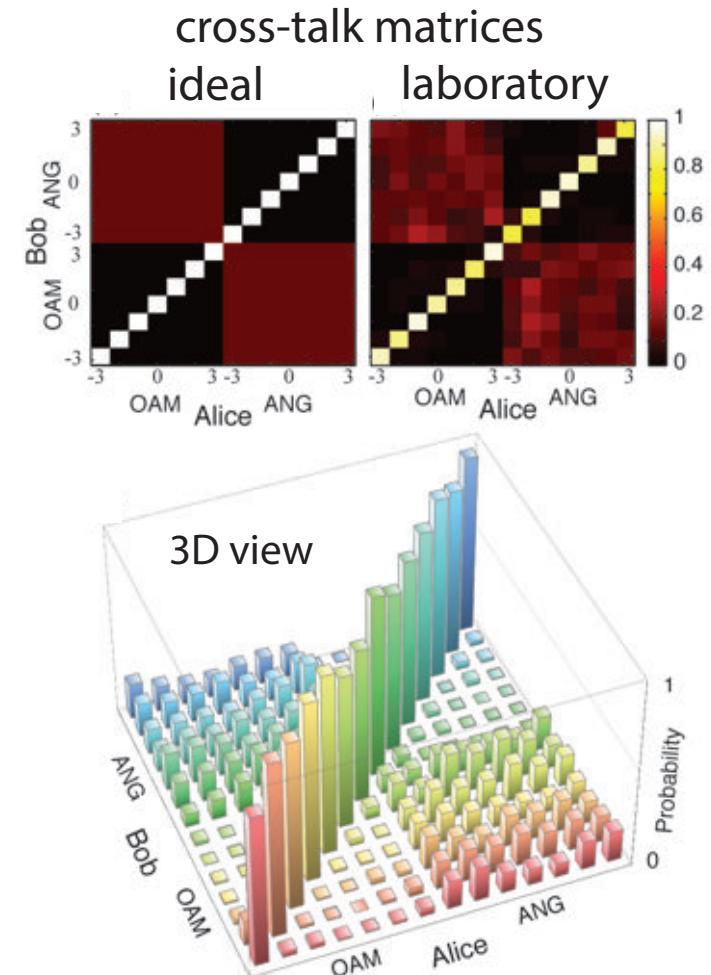 cross-talk matrices
ideal
laboratory
3
0
-3
3
0
-3
ANG
OAM
Bob
-3
0
3
-3
0
3
OAM
Alice
ANG
-3
0
3
-3
0
3
OAM
Alice
ANG
1
0.8
0.6
0.4
0.2
0
3D view
1
Probability
0
ANG
Bob
OAM
OAM
Alice
ANG